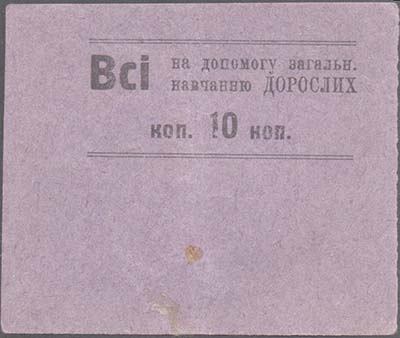 Всі на допомогу загальн.
навчанню ДОРОСЛИХ
коп. 10 коп.